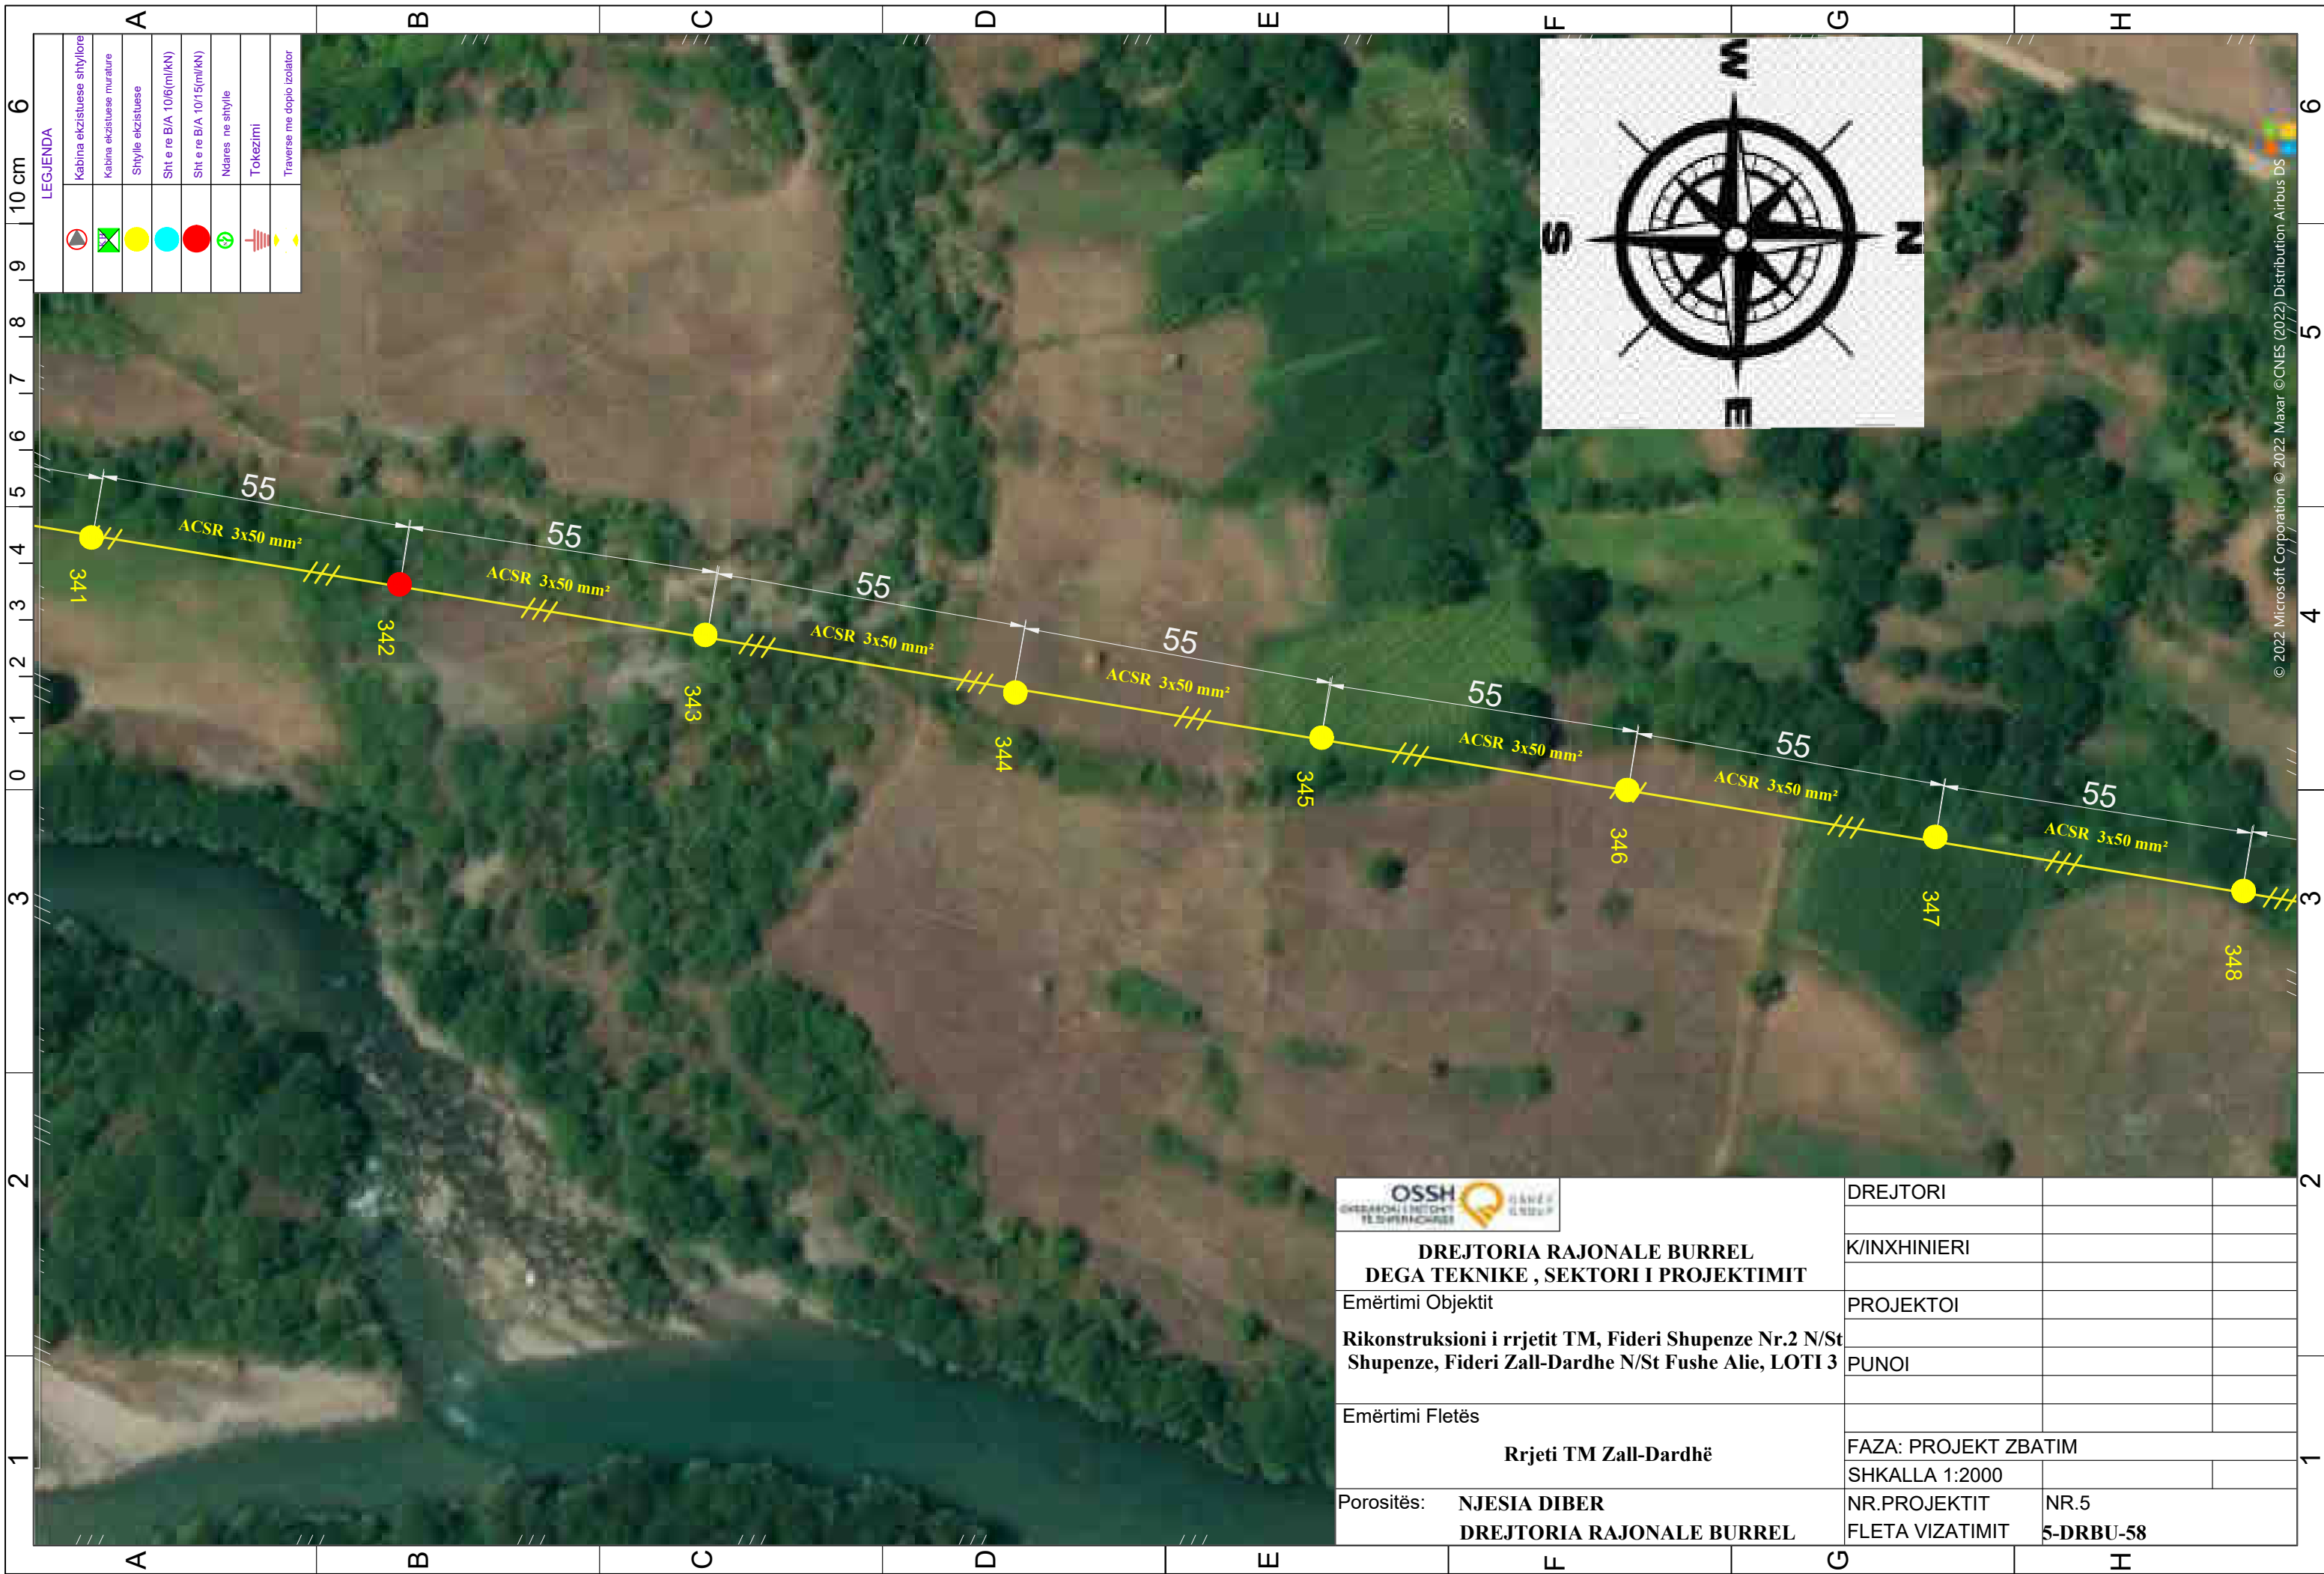 A B C D E F G H
6
10 cm
9
8
7
6
5
4
3
2
1
0
3
2
1
LEGJENDA
Kabina ekzistuese shtyllore
Kabina ekzistuese murature
Shtylle ekzistuese
Sht e re B/A 10/6(ml/kN)
Sht e re B/A 10/15(ml/kN)
Ndares ne shtylle
Tokezimi
Traverse me dopio izolator
W
S
N
E
6
5
4
3
2
1
© 2022 Microsoft Corporation © 2022 Maxar ©CNES (2022) Distribution Airbus DS
55
55
55
55
55
55
55
ACSR 3x50 mm²
ACSR 3x50 mm²
ACSR 3x50 mm²
ACSR 3x50 mm²
ACSR 3x50 mm²
ACSR 3x50 mm²
ACSR 3x50 mm²
341
342
343
344
345
346
347
348
OSSH
DREJTORIA RAJONALE BURREL
DEGA TEKNIKE , SEKTORI I PROJEKTIMIT
Emërtimi Objektit
Rikonstruksioni i rrjetit TM, Fideri Shupenze Nr.2 N/St
Shupenze, Fideri Zall-Dardhe N/St Fushe Alie, LOTI 3
Emërtimi Fletës
Rrjeti TM Zall-Dardhë
Porositës: NJESIA DIBER
DREJTORIA RAJONALE BURREL
DREJTORI
K/INXHINIERI
PROJEKTOI
PUNOI
FAZA: PROJEKT ZBATIM
SHKALLA 1:2000
NR.PROJEKTIT NR.5
FLETA VIZATIMIT 5-DRBU-58
A B C D E F G H